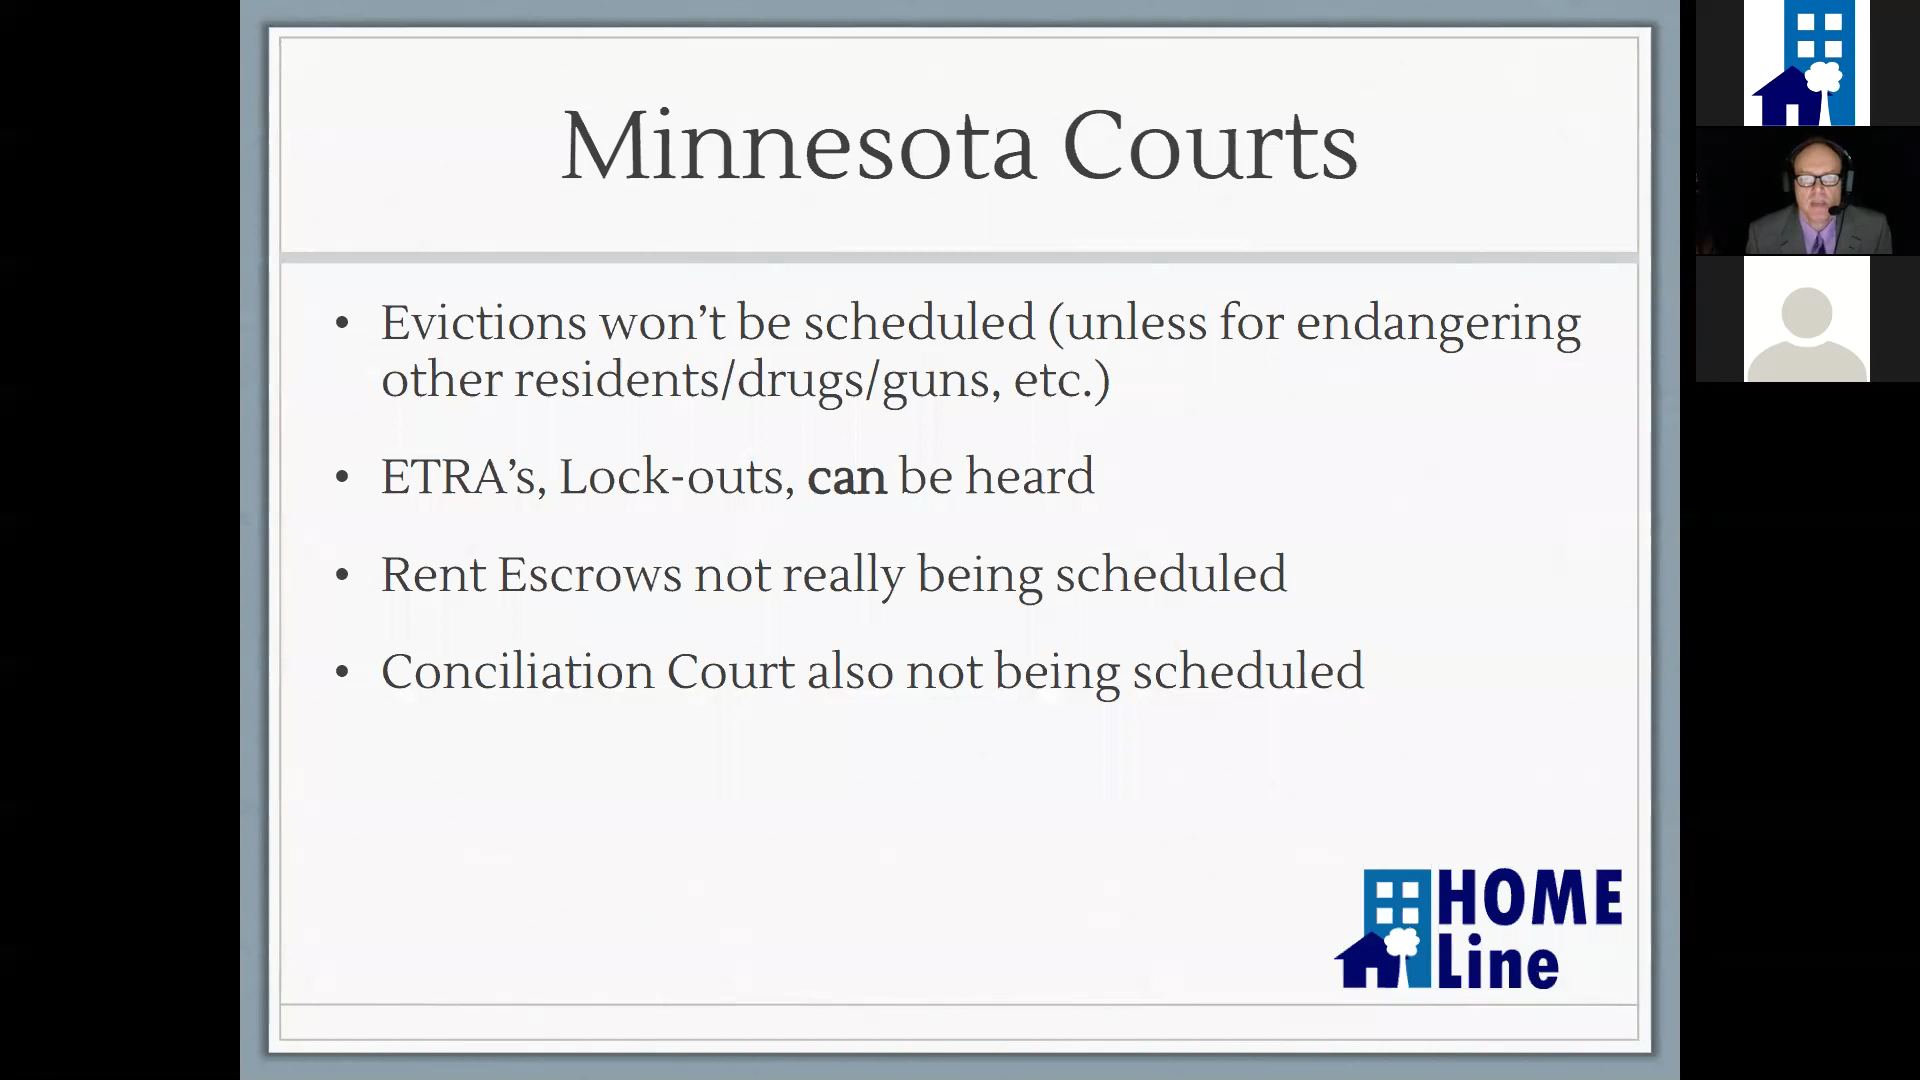 Minnesota Courts
• Evictions won’t be scheduled (unless for endangering
other residents/drugs/guns, etc.)
• ETRA’s, Lock-outs, can be heard
• Rent Escrows not really being scheduled
• Conciliation Court also not being scheduled
HOME
Line